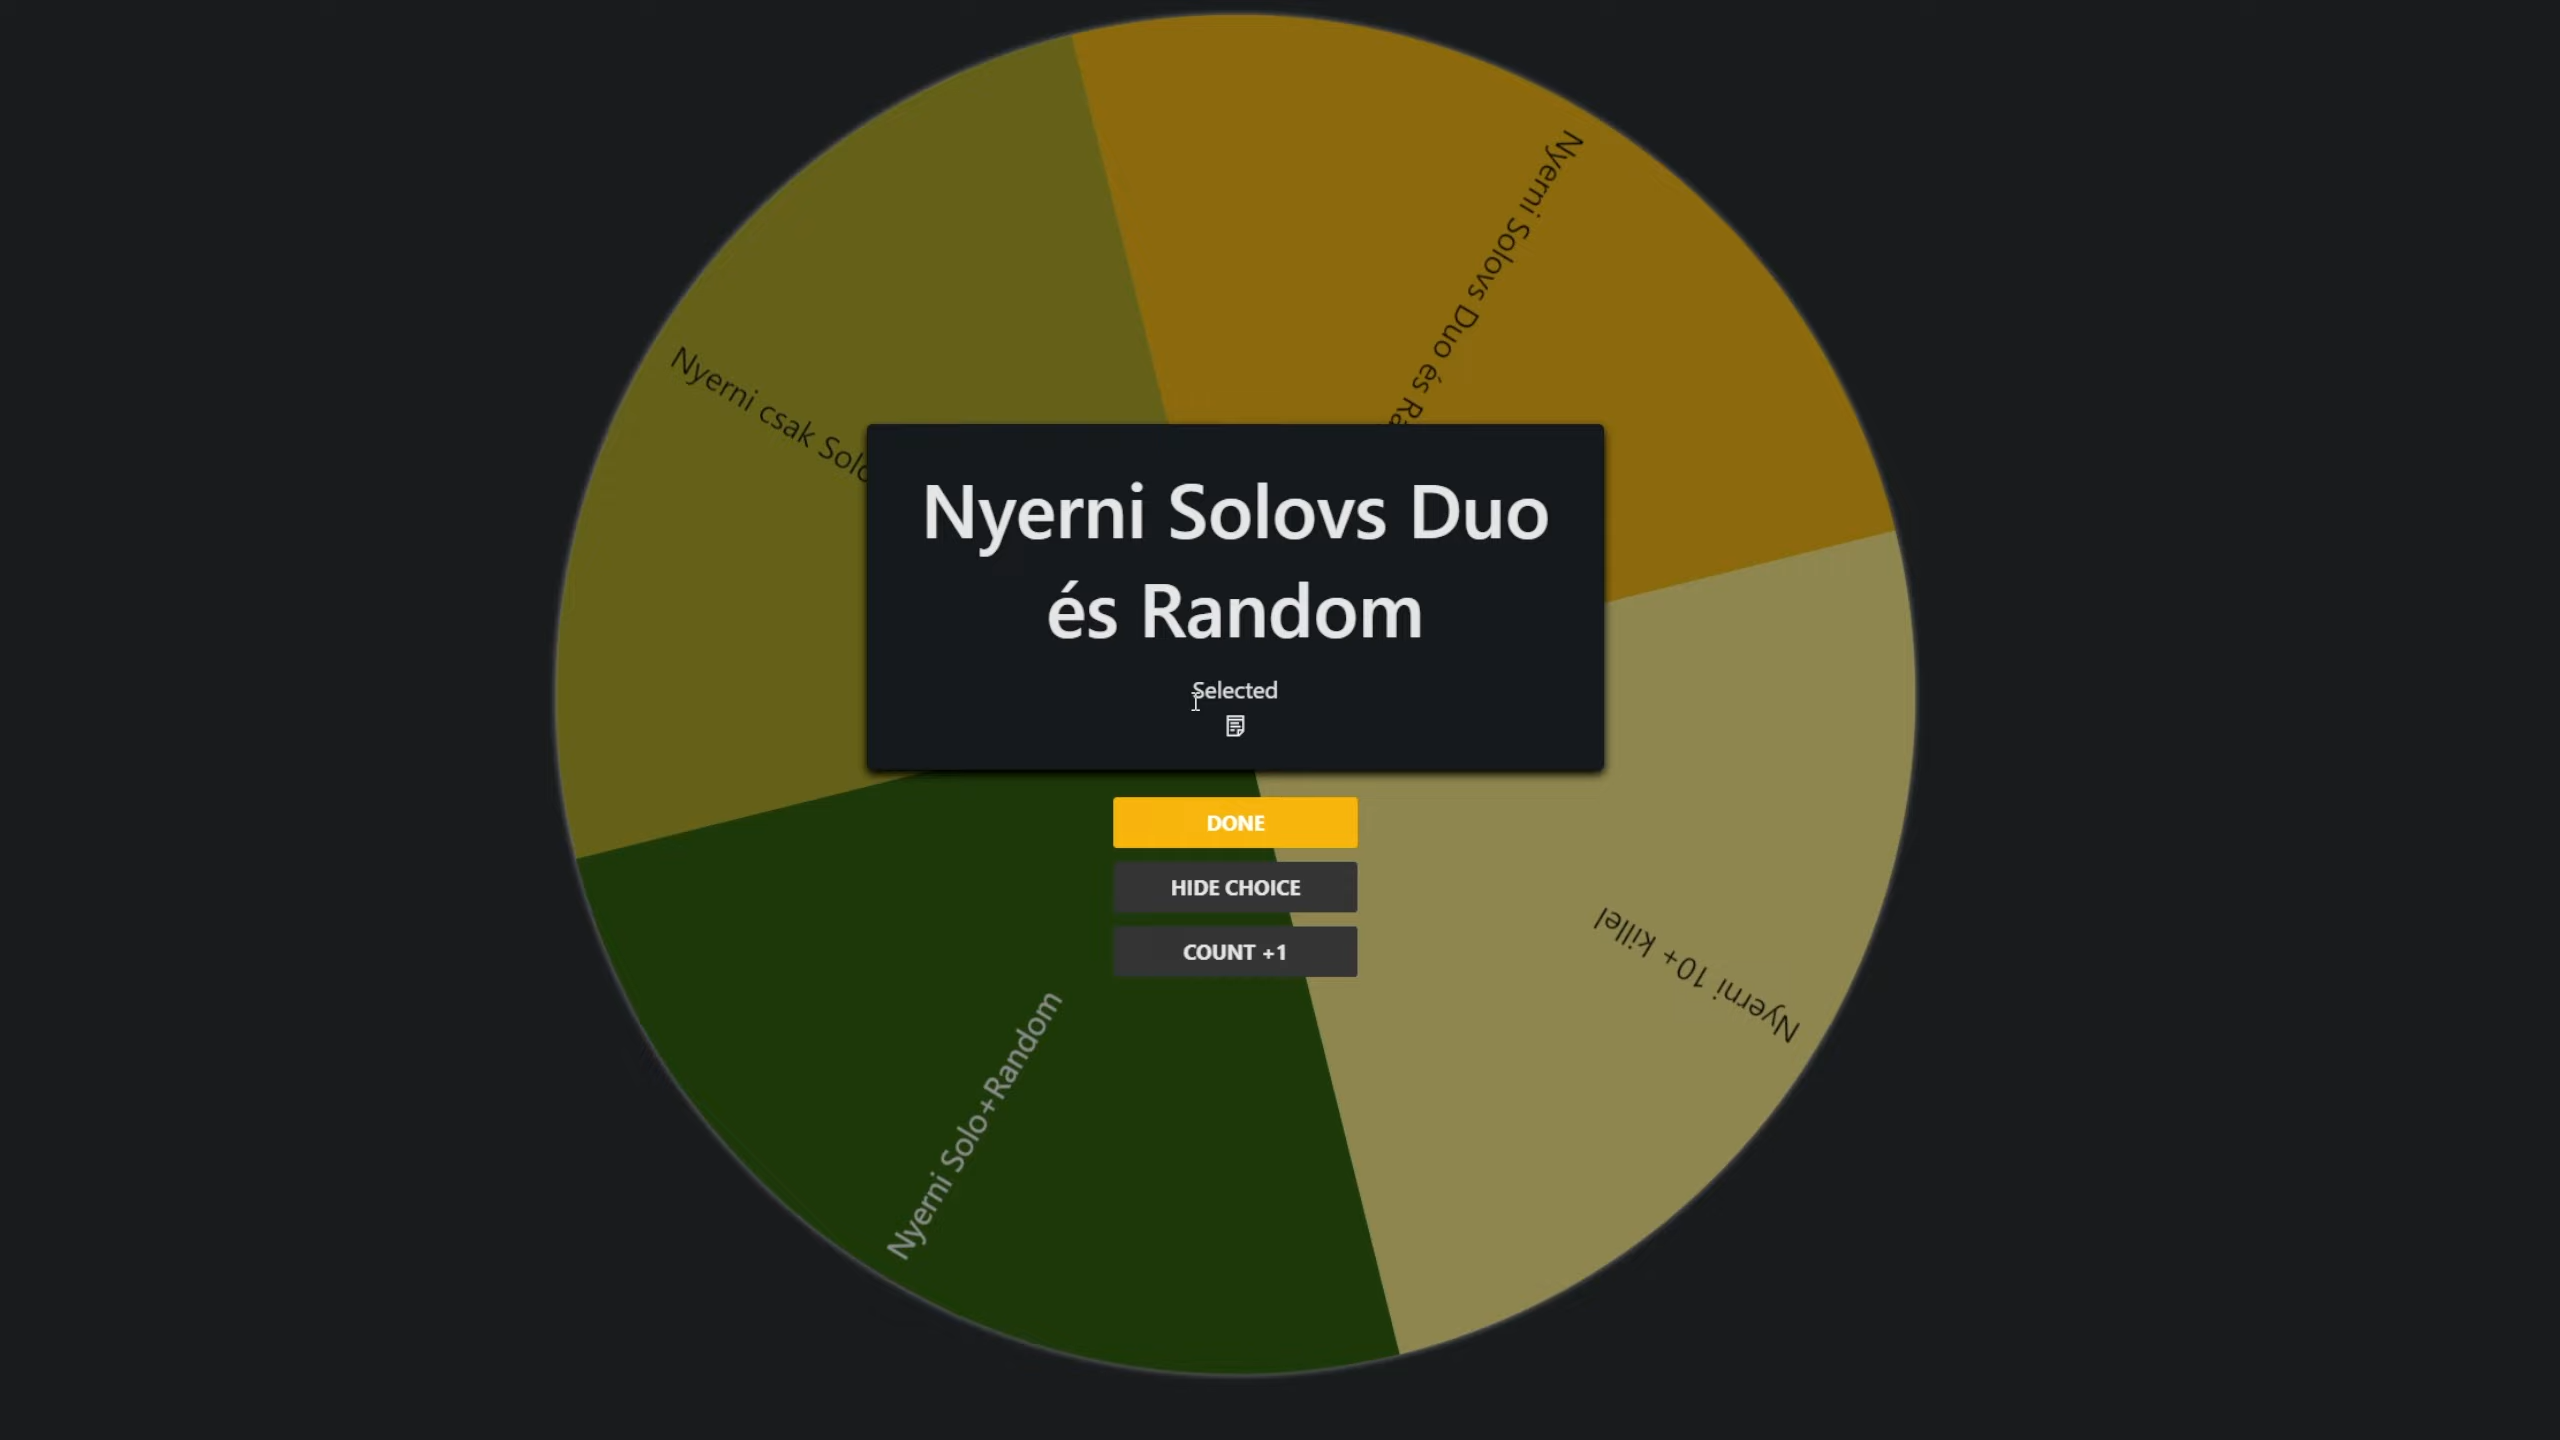 Nyerni Solovs Duo és
Nyerni csak
Nyerni Solovs Duo
és Random
Selected
DONE
HIDE CHOICE
COUNT +1
Nyerni 10+ killel
Nyerni Solo+Random